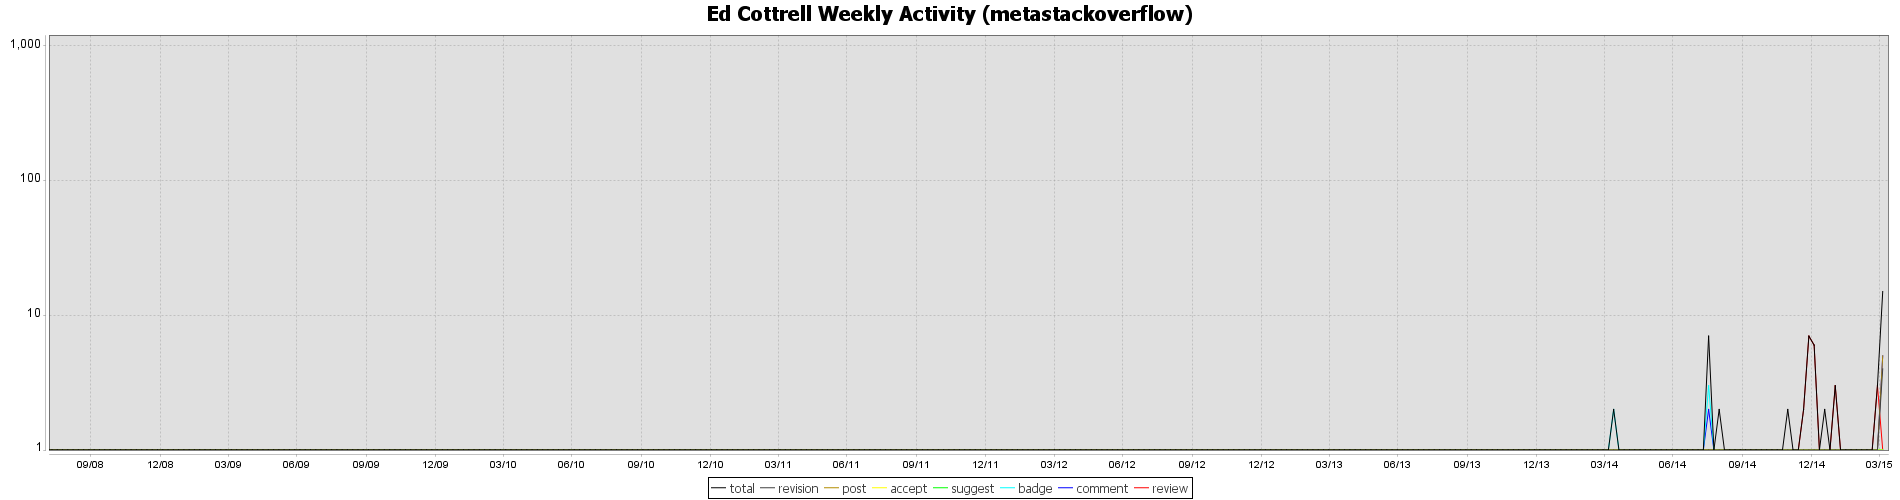 Ed Cottrell Weekly Activity (metastackoverflow)
1,000
100
10
1
09/08 12/08 03/09 06/09 09/09 12/09 03/10 06/10 09/10 12/10 03/11 06/11 09/11 12/11 03/12 06/12 09/12 12/12 03/13 06/13 09/13 12/13 03/14 06/14 09/14 12/14 03/15
total revision post accept suggest badge comment review